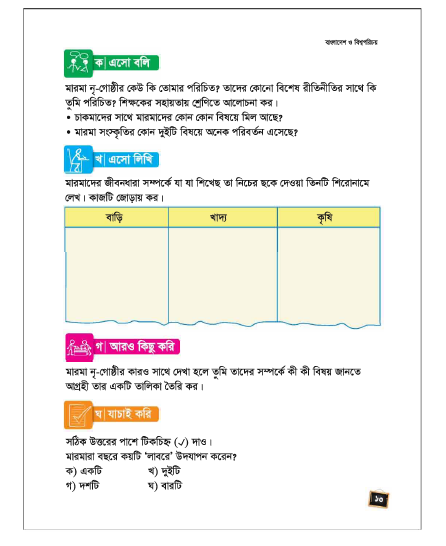 বাংলাদেশ ও বিশ্বপরিচয়
ক| এসো বলি
মারমা নৃ-গোষ্ঠীর কেউ কি তোমার পরিচিত? তাদের কোনো বিশেষ রীতিনীতির সাথে কি
তুমি পরিচিত? শিক্ষকের সহায়তায় শ্রেণিতে আলোচনা কর।
• চাকমাদের সাথে মারমাদের কোন কোন বিষয়ে মিল আছে?
• মারমা সংস্কৃতির কোন দুইটি বিষয়ে অনেক পরিবর্তন এসেছে?
খ| এসো লিখি
মারমাদের জীবনধারা সম্পর্কে যা যা শিখেছ তা নিচের ছকে দেওয়া তিনটি শিরোনামে
লেখ। কাজটি জোড়ায় কর।
বাড়ি খাদ্য কৃষি
গ| আরও কিছু করি
মারমা নৃ-গোষ্ঠীর কারও সাথে দেখা হলে তুমি তাদের সম্পর্কে কী কী বিষয় জানতে
আগ্রহী তার একটি তালিকা তৈরি কর।
ঘ| যাচাই করি
সঠিক উত্তরের পাশে টিকচিহ্ন (✓) দাও।
মারমারা বছরে কয়টি ‘লাবরে’ উদযাপন করেন?
ক) একটি খ) দুইটি
গ) দশটি ঘ) বারটি
১৩